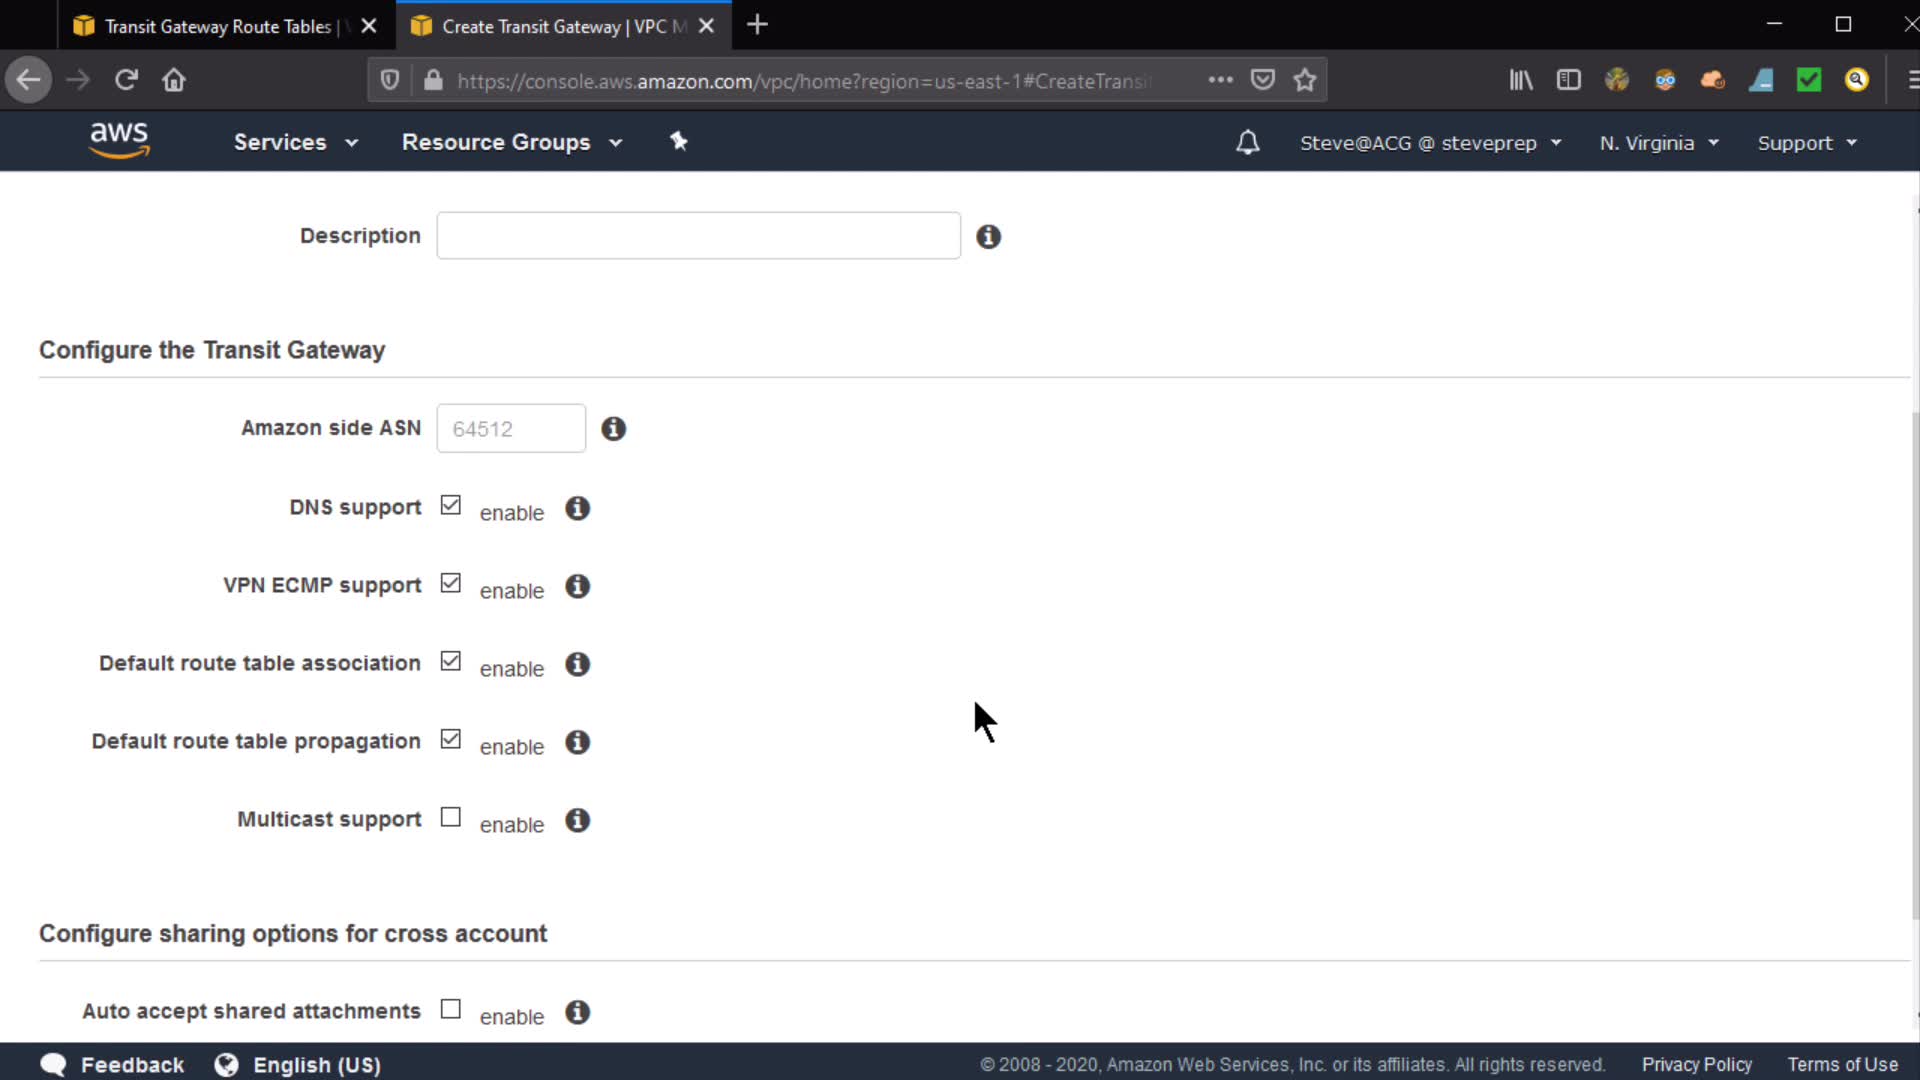 Transit Gateway Route Tables |
Create Transit Gateway | VPC M
https://console.aws.amazon.com/vpc/home?region=us-east-1#CreateTransi
aws
Services
Resource Groups
Steve@ACG @ steveprep
N. Virginia
Support
Description
Configure the Transit Gateway
Amazon side ASN 64512
DNS support enable
VPN ECMP support enable
Default route table association enable
Default route table propagation enable
Multicast support enable
Configure sharing options for cross account
Auto accept shared attachments enable
Feedback
English (US)
© 2008 - 2020, Amazon Web Services, Inc. or its affiliates. All rights reserved.
Privacy Policy
Terms of Use